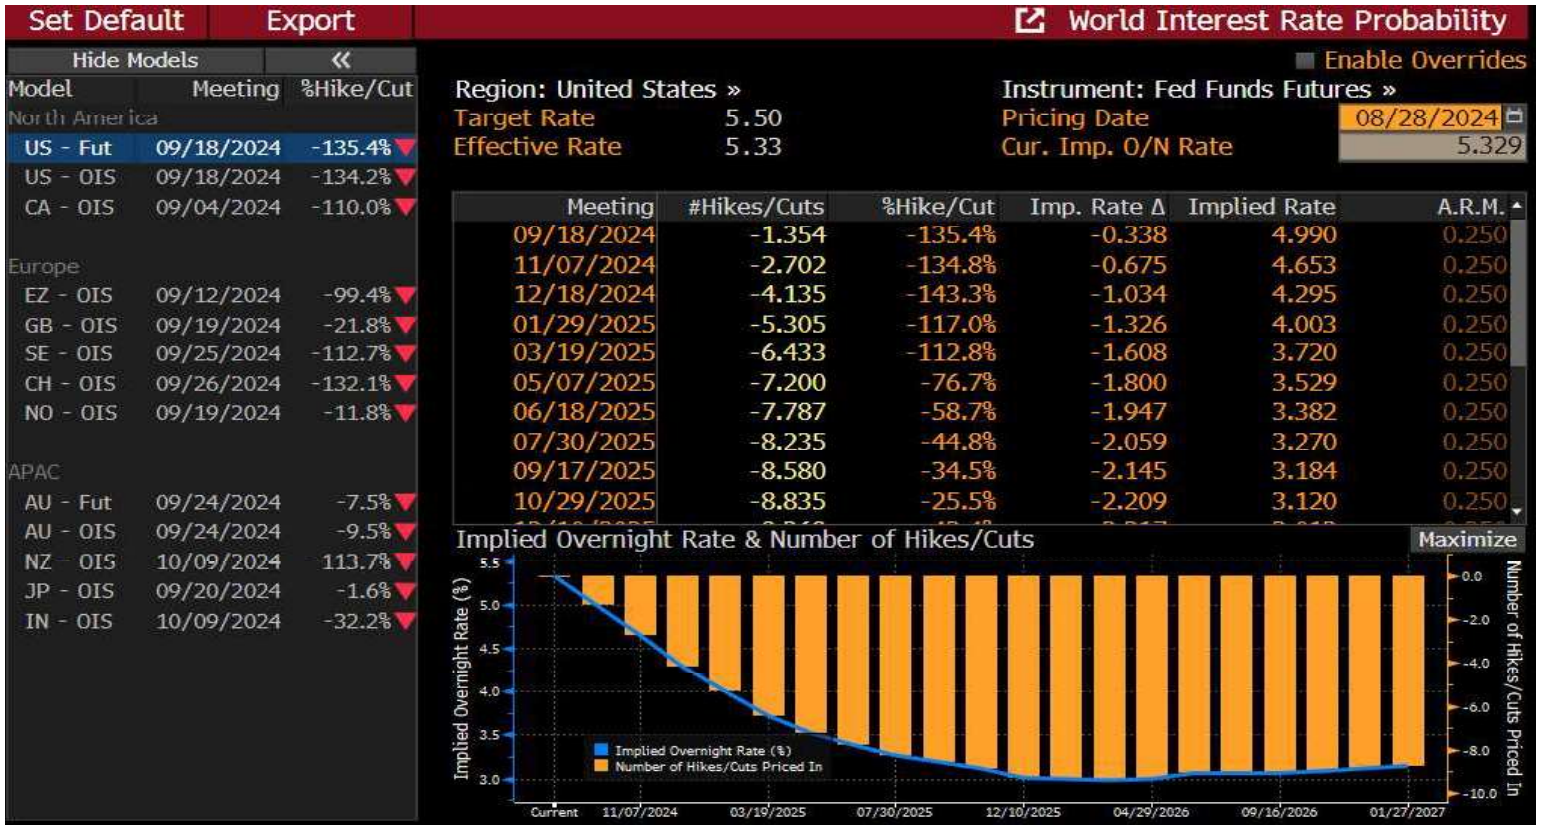 Set Default Export World Interest Rate Probability
Hide Models « Enable Overrides
Model Meeting %Hike/Cut
North America
US - Fut 09/18/2024 -135.4%
US - OIS 09/18/2024 -134.2%
CA - OIS 09/04/2024 -110.0%
Europe
EZ - OIS 09/12/2024 -99.4%
GB - OIS 09/19/2024 -21.8%
SE - OIS 09/25/2024 -112.7%
CH - OIS 09/26/2024 -132.1%
NO - OIS 09/19/2024 -11.8%
APAC
AU - Fut 09/24/2024 -7.5%
AU - OIS 09/24/2024 -9.5%
NZ OIS 10/09/2024 113.7%
JP - OIS 09/20/2024 -1.6%
IN - OIS 10/09/2024 -32.2%
Region: United States » Instrument: Fed Funds Futures »
Target Rate 5.50 Pricing Date 08/28/2024
Effective Rate 5.33 Cur. Imp. O/N Rate 5.329
Meeting #Hikes/Cuts %Hike/Cut Imp. Rate Δ Implied Rate A.R.M.
09/18/2024 -1.354 -135.4% -0.338 4.990 0.250
11/07/2024 -2.702 -134.8% -0.675 4.653 0.250
12/18/2024 -4.135 -143.3% -1.034 4.295 0.250
01/29/2025 -5.305 -117.0% -1.326 4.003 0.250
03/19/2025 -6.433 -112.8% -1.608 3.720 0.250
05/07/2025 -7.200 -76.7% -1.800 3.529 0.250
06/18/2025 -7.787 -58.7% -1.947 3.382 0.250
07/30/2025 -8.235 -44.8% -2.059 3.270 0.250
09/17/2025 -8.580 -34.5% -2.145 3.184 0.250
10/29/2025 -8.835 -25.5% -2.209 3.120 0.250
Implied Overnight Rate & Number of Hikes/Cuts Maximize
Implied Overnight Rate (%)
5.5
5.0
4.5
4.0
3.5
3.0
Implied Overnight Rate (%)
Number of Hikes/Cuts Priced In
0.0
-2.0
-4.0
-6.0
-8.0
-10.0
Number of Hikes/Cuts Priced In
Current 11/07/2024 03/19/2025 07/30/2025 12/10/2025 04/29/2026 09/16/2026 01/27/2027